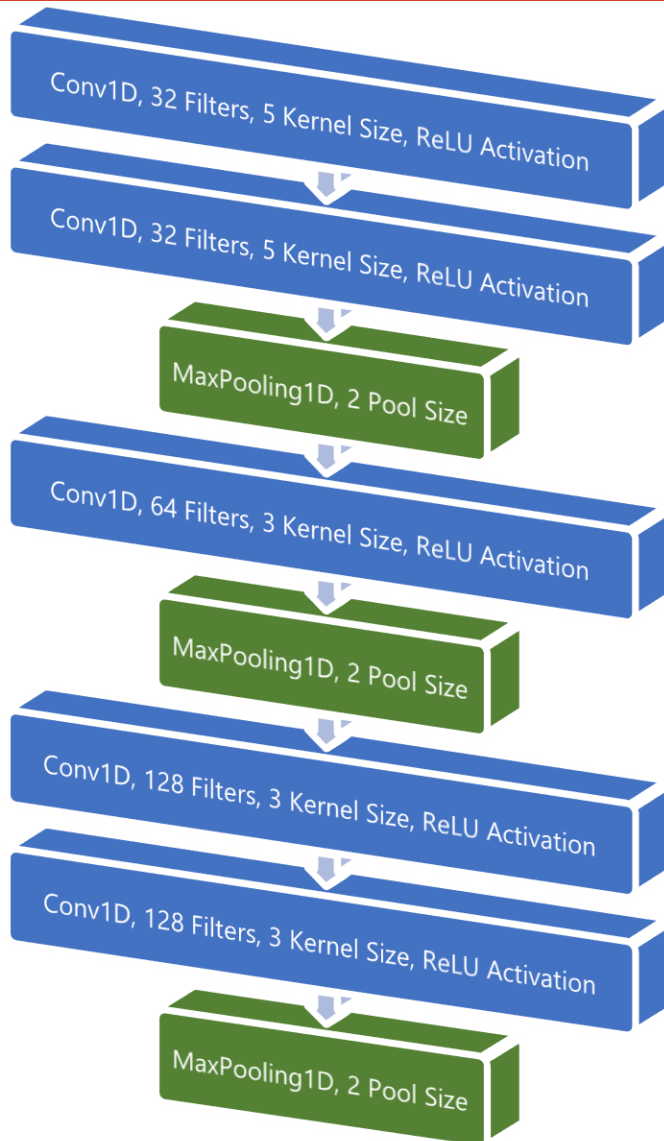 Conv1D, 32 Filters, 5 Kernel Size, ReLU Activation
Conv1D, 32 Filters, 5 Kernel Size, ReLU Activation
MaxPooling1D, 2 Pool Size
Conv1D, 64 Filters, 3 Kernel Size, ReLU Activation
MaxPooling1D, 2 Pool Size
Conv1D, 128 Filters, 3 Kernel Size, ReLU Activation
Conv1D, 128 Filters, 3 Kernel Size, ReLU Activation
MaxPooling1D, 2 Pool Size